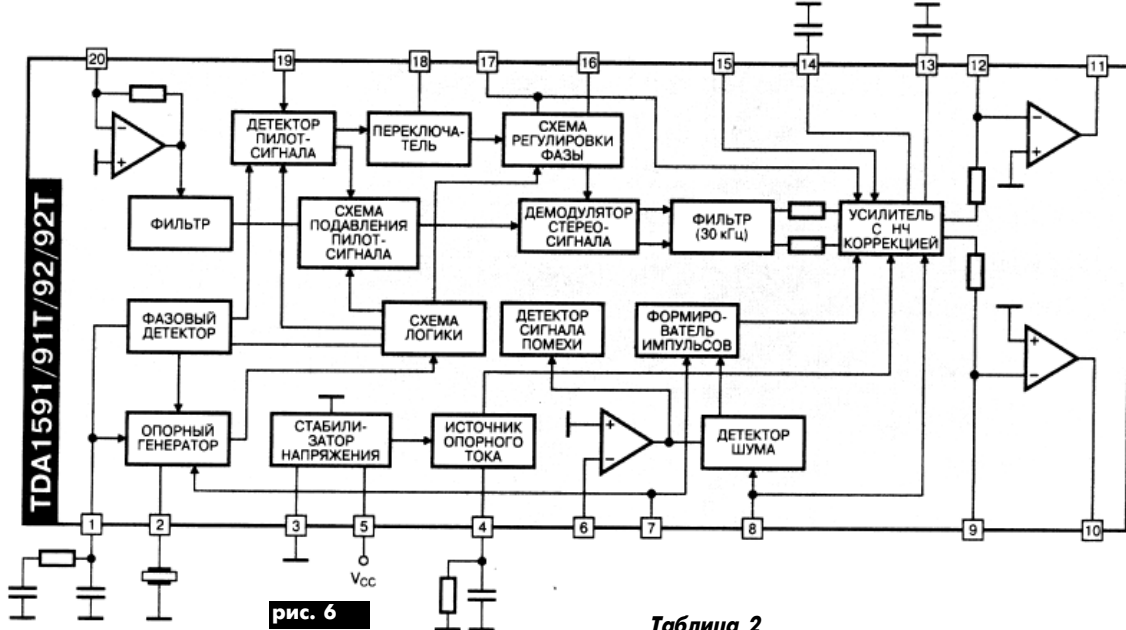 20
19
18
17
16
15
14
13
12
11
TDA1591/91T/92/92T
−
+
ДЕТЕКТОР
ПИЛОТ-
СИГНАЛА
ПЕРЕКЛЮЧА-
ТЕЛЬ
СХЕМА
РЕГУЛИРОВКИ
ФАЗЫ
−
+
ФИЛЬТР
СХЕМА
ПОДАВЛЕНИЯ
ПИЛОТ-
СИГНАЛА
ДЕМОДУЛЯТОР
СТЕРЕО-
СИГНАЛА
ФИЛЬТР
(30 кГц)
УСИЛИТЕЛЬ
С НЧ
КОРРЕКЦИЕЙ
ФАЗОВЫЙ
ДЕТЕКТОР
СХЕМА
ЛОГИКИ
ДЕТЕКТОР
СИГНАЛА
ПОМЕХИ
ФОРМИРО-
ВАТЕЛЬ
ИМПУЛЬСОВ
+
−
ОПОРНЫЙ
ГЕНЕРАТОР
СТАБИЛИ-
ЗАТОР
НАПРЯЖЕНИЯ
ИСТОЧНИК
ОПОРНОГО
ТОКА
+
−
ДЕТЕКТОР
ШУМА
1
2
3
5
4
6
7
8
9
10
VCC
рис. 6
Таблица 2